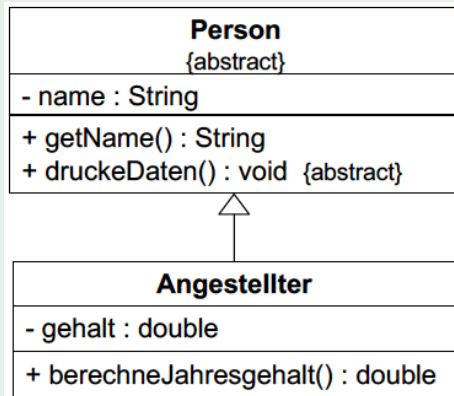 Person
{abstract}
- name : String
+ getName() : String
+ druckeDaten() : void {abstract}
Angestellter
- gehalt : double
+ berechneJahresgehalt() : double